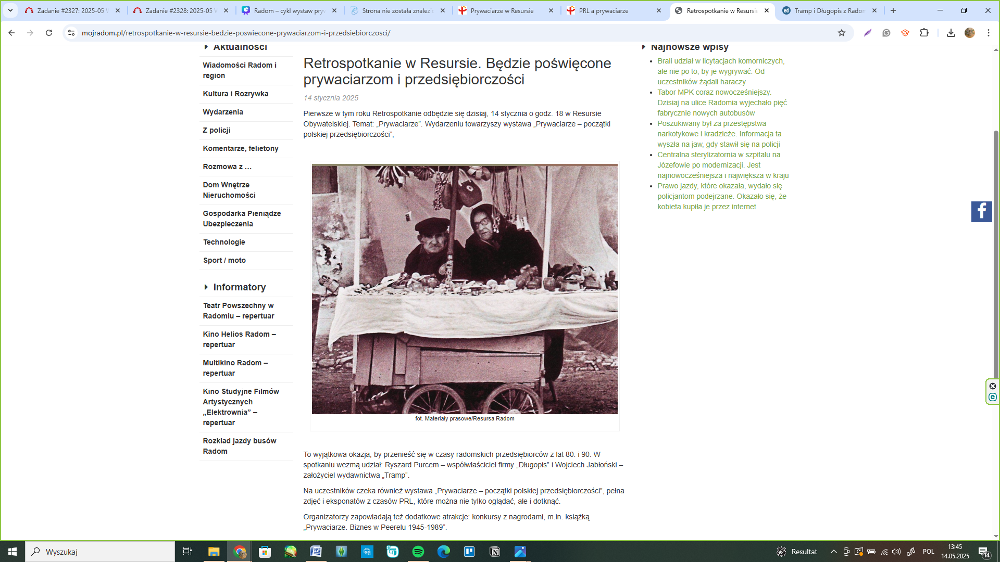 Zadanie #2327: 2025-05 W
Zadanie #2328: 2025-05 W
Radom – cykl wystaw pryw
Strona nie została znalezio
Prywaciarze w Resursie
PRL a prywaciarze
Retrospotkanie w Resursie
Tramp i Długopis z Radom
mojradom.pl/retrospotkanie-w-resursie-bedzie-poswiecone-prywaciarzom-i-przedsiebiorczosci/
Aktualności
Wiadomości Radom i
region
Kultura i Rozrywka
Wydarzenia
Z policji
Komentarze, felietony
Rozmowa z …
Dom Wnętrze
Nieruchomości
Gospodarka Pieniądze
Ubezpieczenia
Technologie
Sport / moto
Informatory
Teatr Powszechny w
Radomiu – repertuar
Kino Helios Radom –
repertuar
Multikino Radom –
repertuar
Kino Studyjne Filmów
Artystycznych
„Elektrownia” –
repertuar
Rozkład jazdy busów
Radom
Retrospotkanie w Resursie. Będzie poświęcone
prywaciarzom i przedsiębiorczości
14 stycznia 2025
Pierwsze w tym roku Retrospotkanie odbędzie się dzisiaj, 14 stycznia o godz. 18 w Resursie
Obywatelskiej. Temat: „Prywaciarze”. Wydarzeniu towarzyszy wystawa „Prywaciarze – początki
polskiej przedsiębiorczości”,
fot. Materiały prasowe/Resursa Radom
To wyjątkowa okazja, by przenieść się w czasy radomskich przedsiębiorców z lat 80. i 90. W
spotkaniu wezmą udział: Ryszard Purcem – współwłaściciel firmy „Długopis” i Wojciech Jabłoński –
założyciel wydawnictwa „Tramp”.
Na uczestników czeka również wystawa „Prywaciarze – początki polskiej przedsiębiorczości”, pełna
zdjęć i eksponatów z czasów PRL, które można nie tylko oglądać, ale i dotknąć.
Organizatorzy zapowiadają też dodatkowe atrakcje: konkursy z nagrodami, m.in. książką
„Prywaciarze. Biznes w Peerelu 1945-1989”.
Najnowsze wpisy
Brali udział w licytacjach komorniczych,
ale nie po to, by je wygrywać. Od
uczestników żądali haraczy
Tabor MPK coraz nowocześniejszy.
Dzisiaj na ulice Radomia wyjechało pięć
fabrycznie nowych autobusów
Poszukiwany był za przestępstwa
narkotykowe i kradzieże. Informacja ta
wyszła na jaw, gdy stawił się na policji
Centralna sterylizatornia w szpitalu na
Józefowie po modernizacji. Jest
najnowocześniejsza i największa w kraju
Prawo jazdy, które okazała, wydało się
policjantom podejrzane. Okazało się, że
kobieta kupiła je przez internet
Wyszukaj
Resultat
POL
13:45
14.05.2025
14